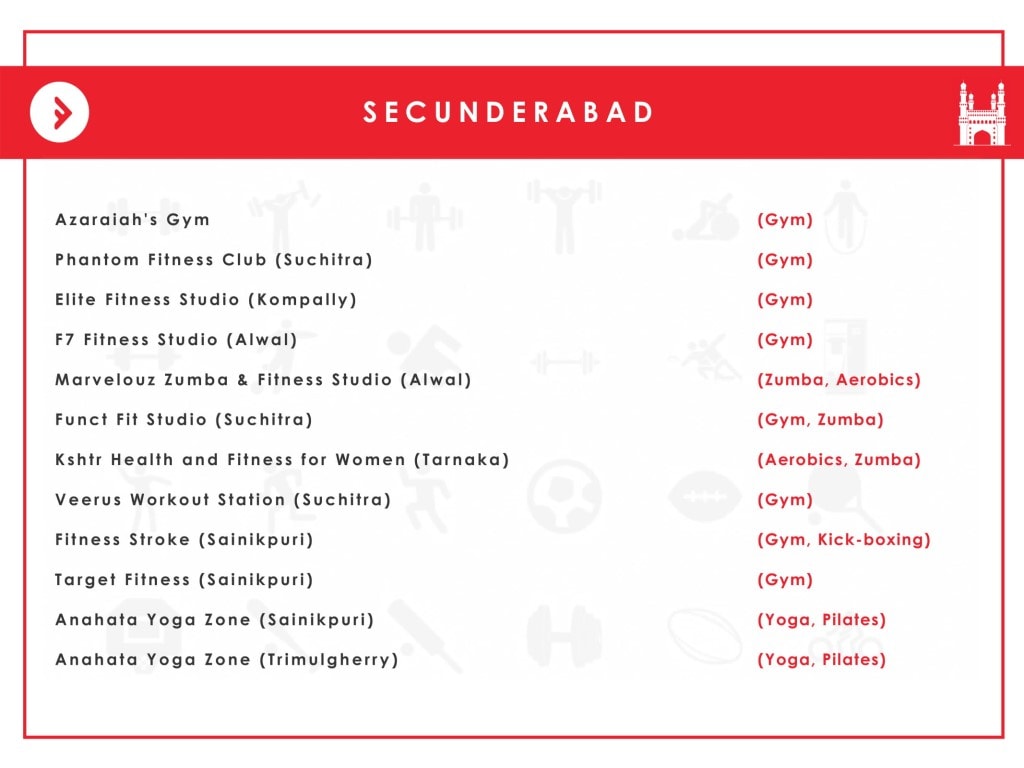 SECUNDERABAD
Azaraiah's Gym (Gym)
Phantom Fitness Club (Suchitra) (Gym)
Elite Fitness Studio (Kompally) (Gym)
F7 Fitness Studio (Alwal) (Gym)
Marvelouz Zumba & Fitness Studio (Alwal) (Zumba, Aerobics)
Funct Fit Studio (Suchitra) (Gym, Zumba)
Kshtr Health and Fitness for Women (Tarnaka) (Aerobics, Zumba)
Veerus Workout Station (Suchitra) (Gym)
Fitness Stroke (Sainikpuri) (Gym, Kick-boxing)
Target Fitness (Sainikpuri) (Gym)
Anahata Yoga Zone (Sainikpuri) (Yoga, Pilates)
Anahata Yoga Zone (Trimulgherry) (Yoga, Pilates)